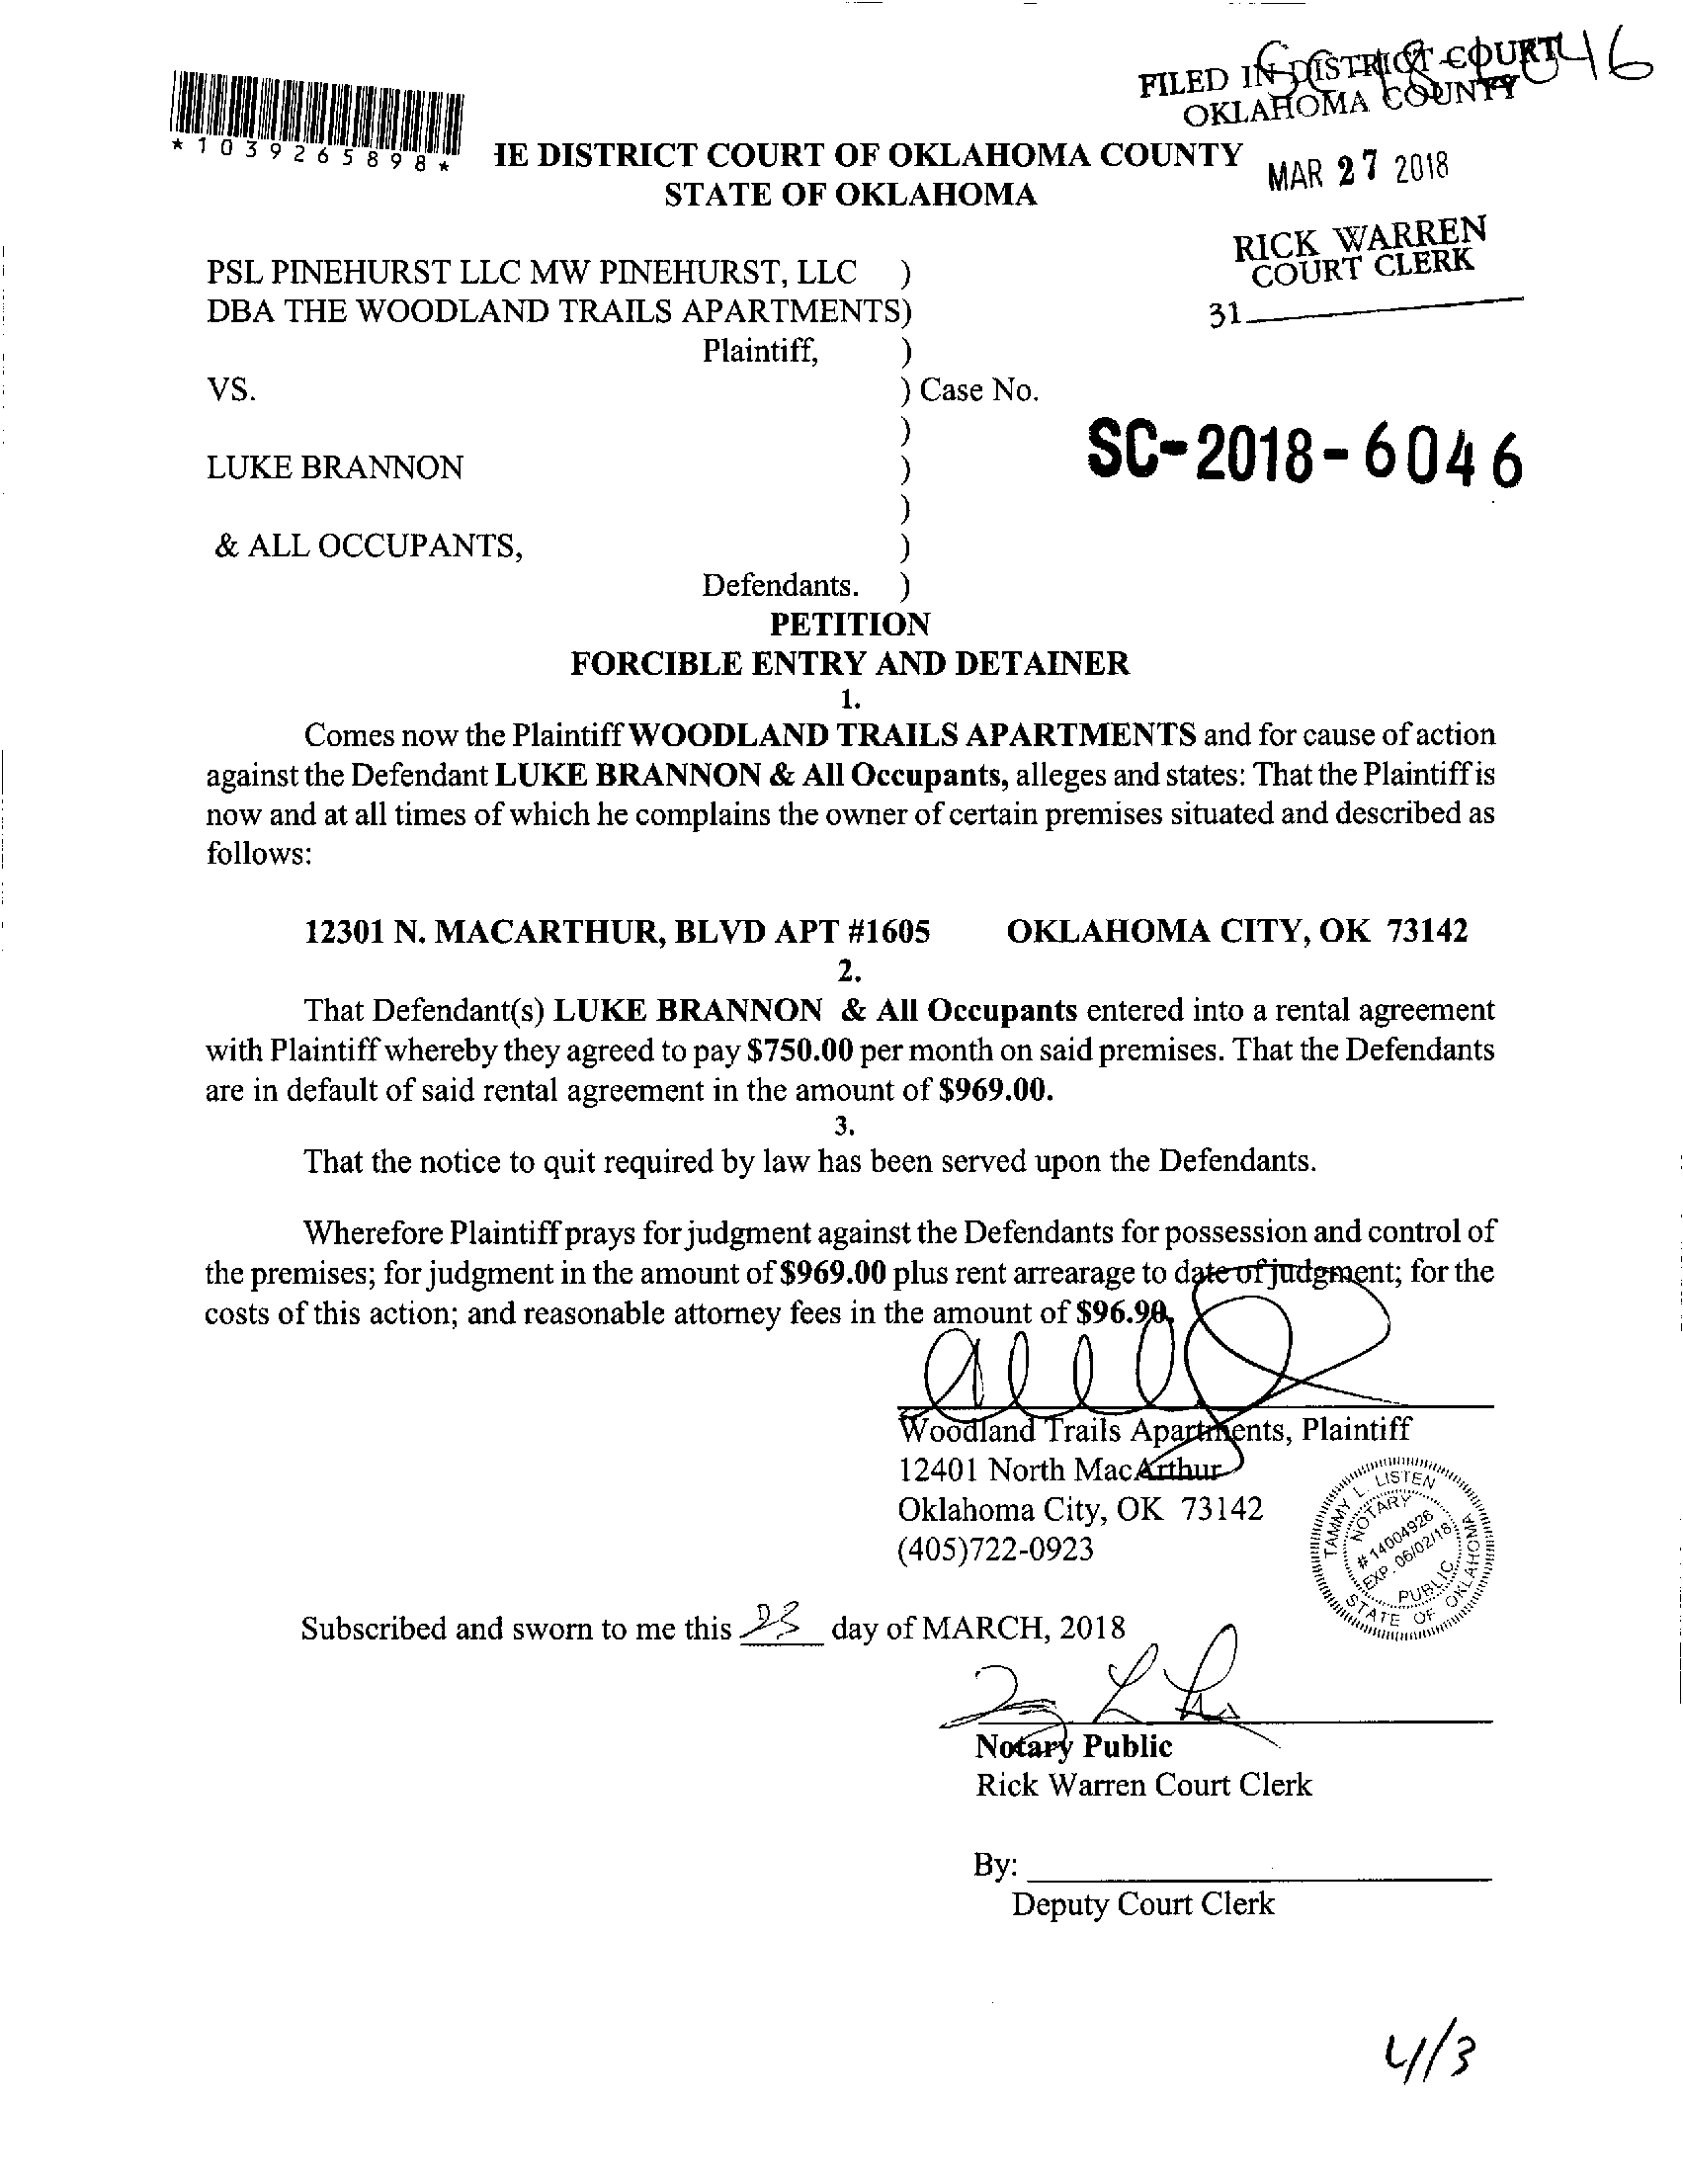 SC-18-6046
FILED IN DISTRICT COURT
OKLAHOMA COUNTY
*1039265898*
HE DISTRICT COURT OF OKLAHOMA COUNTY
STATE OF OKLAHOMA
MAR 27 2018
RICK WARREN
COURT CLERK
31
PSL PINEHURST LLC MW PINEHURST, LLC )
DBA THE WOODLAND TRAILS APARTMENTS)
Plaintiff, )
VS. ) Case No.
)
SC-2018-6046
LUKE BRANNON )
)
& ALL OCCUPANTS, )
Defendants. )
PETITION
FORCIBLE ENTRY AND DETAINER
1.
Comes now the Plaintiff WOODLAND TRAILS APARTMENTS and for cause of action
against the Defendant LUKE BRANNON & All Occupants, alleges and states: That the Plaintiff is
now and at all times of which he complains the owner of certain premises situated and described as
follows:
12301 N. MACARTHUR, BLVD APT #1605 OKLAHOMA CITY, OK 73142
2.
That Defendant(s) LUKE BRANNON & All Occupants entered into a rental agreement
with Plaintiff whereby they agreed to pay $750.00 per month on said premises. That the Defendants
are in default of said rental agreement in the amount of $969.00.
3.
That the notice to quit required by law has been served upon the Defendants.
Wherefore Plaintiff prays for judgment against the Defendants for possession and control of
the premises; for judgment in the amount of $969.00 plus rent arrearage to date of judgment; for the
costs of this action; and reasonable attorney fees in the amount of $96.90.
Woodland Trails Apartments, Plaintiff
12401 North MacArthur
Oklahoma City, OK 73142
(405)722-0923
TAMMY L. LISTEN
NOTARY
# 14004926
EXP. 06/02/18
PUBLIC
STATE OF OKLAHOMA
Subscribed and sworn to me this 23 day of MARCH, 2018
Notary Public
Rick Warren Court Clerk
By:
Deputy Court Clerk
4/3